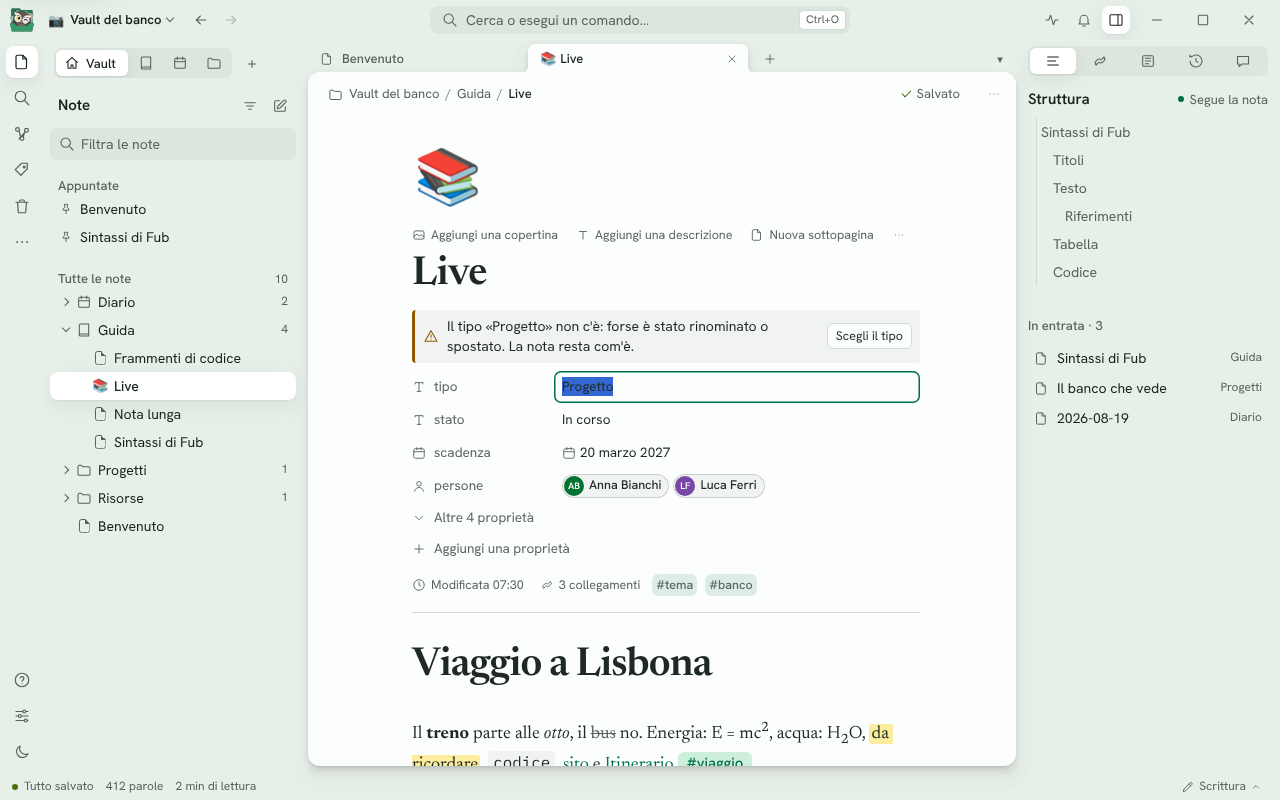 Vault del banco
Cerca o esegui un comando...
Ctrl+O
Vault
Benvenuto
Live
Note
Filtra le note
Appuntate
Benvenuto
Sintassi di Fub
Tutte le note 10
Diario 2
Guida 4
Frammenti di codice
Live
Nota lunga
Sintassi di Fub
Progetti 1
Risorse 1
Benvenuto
Vault del banco / Guida / Live
Salvato
Aggiungi una copertina
Aggiungi una descrizione
Nuova sottopagina
Live
Il tipo «Progetto» non c'è: forse è stato rinominato o
spostato. La nota resta com'è.
Scegli il tipo
tipo Progetto
stato In corso
scadenza 20 marzo 2027
persone AB Anna Bianchi LF Luca Ferri
Altre 4 proprietà
Aggiungi una proprietà
Modificata 07:30 3 collegamenti #tema #banco
Viaggio a Lisbona
Il treno parte alle otto, il bus no. Energia: E = mc², acqua: H₂O, da
ricordare codice sito e Itinerario #viaggio
Struttura
Segue la nota
Sintassi di Fub
Titoli
Testo
Riferimenti
Tabella
Codice
In entrata · 3
Sintassi di Fub Guida
Il banco che vede Progetti
2026-08-19 Diario
Tutto salvato 412 parole 2 min di lettura
Scrittura